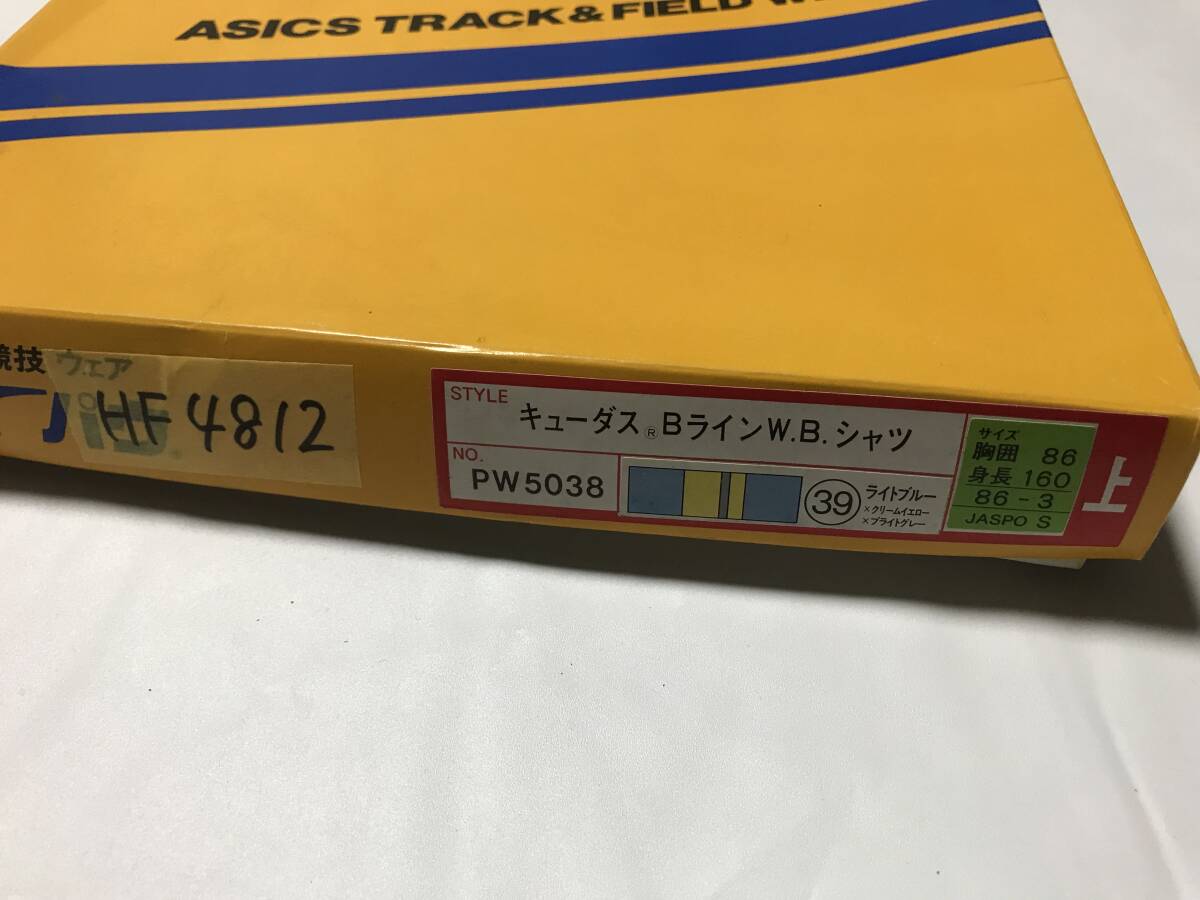 ASICS TRACK & FIELD
競技 ウェア
HF 4812
STYLE
キューダス®BラインW.B.シャツ
NO.
PW5038
39
ライトブルー
×クリームイエロー
×ブライトグレー
サイズ
胸囲 86
身長 160
86-3
JASPO S
上